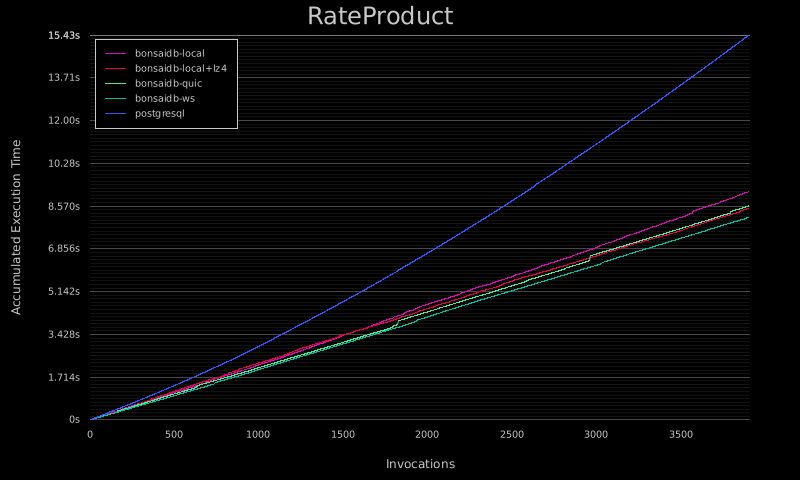 RateProduct
15.43s
13.71s
12.00s
10.28s
8.570s
6.856s
5.142s
3.428s
1.714s
0s
Accumulated Execution Time
bonsaidb-local
bonsaidb-local+lz4
bonsaidb-quic
bonsaidb-ws
postgresql
0 500 1000 1500 2000 2500 3000 3500
Invocations